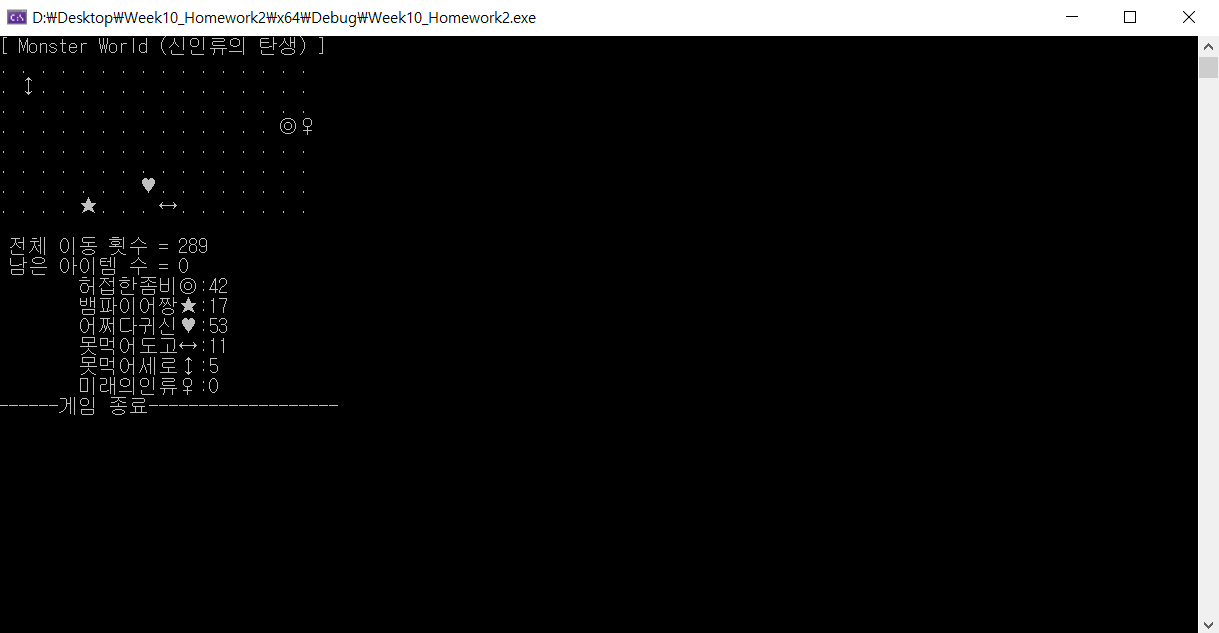 D:₩Desktop₩Week10_Homework2₩x64₩Debug₩Week10_Homework2.exe
[ Monster World (신인류의 탄생) ]
. . . . . . . . . . . . . . . .
. ↕. . . . . . . . . . . . . .
. . . . . . . . . . . . . . . .
. . . . . . . . . . . . . . ◎♀
. . . . . . . . . . . . . . . .
. . . . . . . . . . . . . . . .
. . . . . . . ♥. . . . . . . .
. . . . ★. . . ↔. . . . . . .
전체 이동 횟수 = 289
남은 아이템 수 = 0
허접한좀비◎:42
뱀파이어짱★:17
어쩌다귀신♥:53
못먹어도고↔:11
못먹어세로↕:5
미래의인류♀:0
------게임 종료-------------------